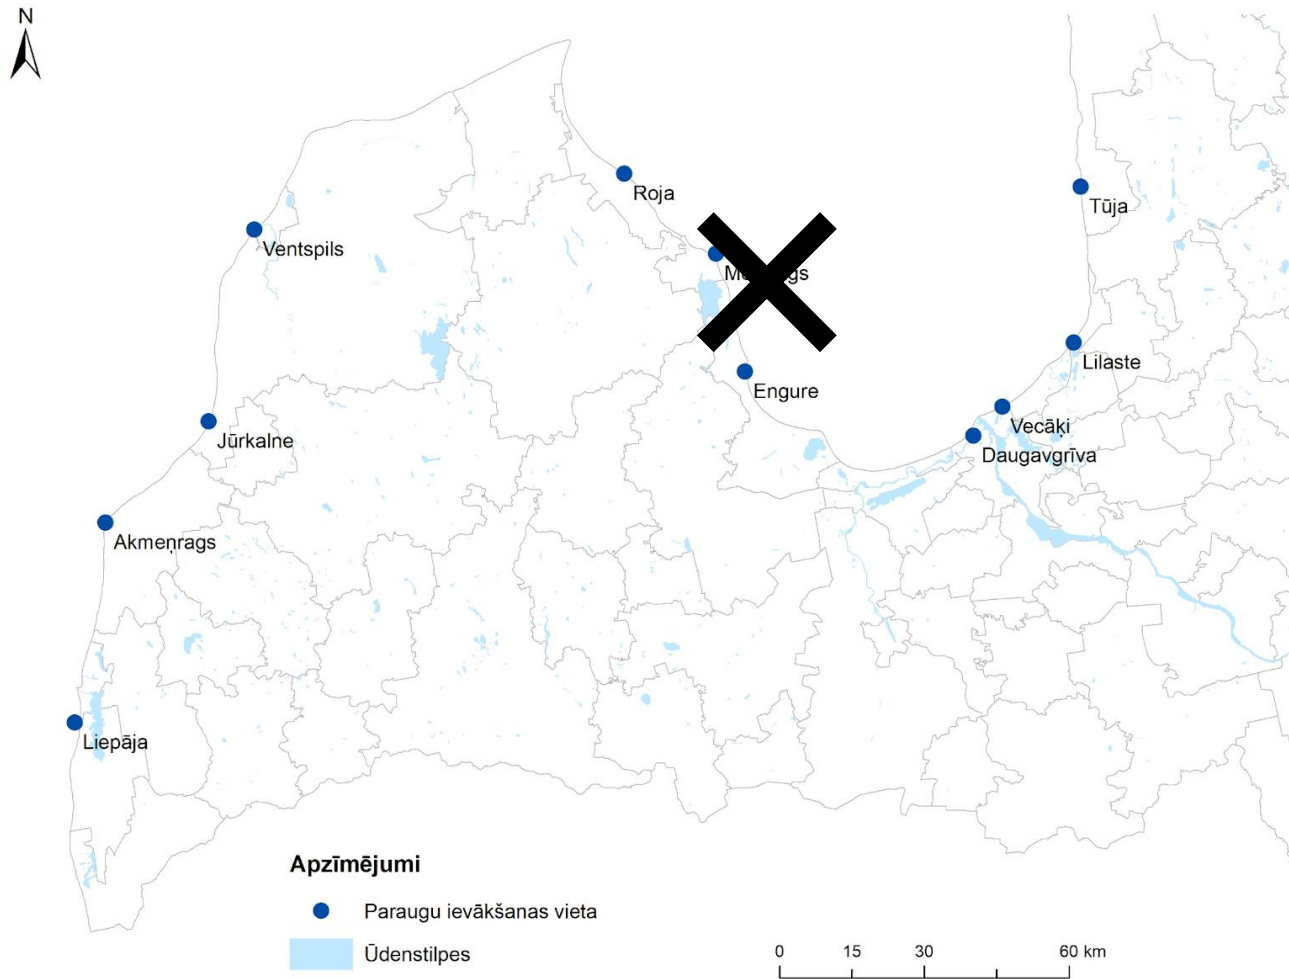 N
Roja
Tūja
Ventspils
Engure
Lilaste
Jūrkalne
Vecāķi
Daugavgrīva
Akmeņrags
Liepāja
Apzīmējumi
Paraugu ievākšanas vieta
Ūdenstilpes
0 15 30 60 km